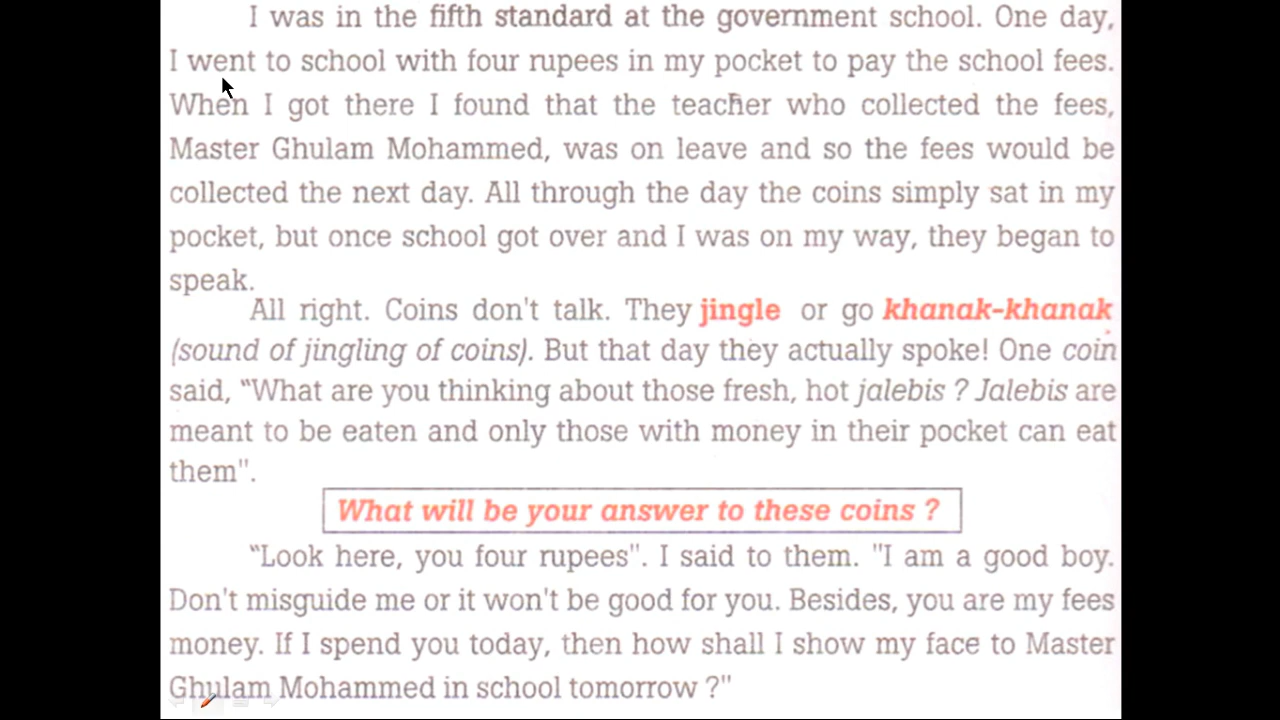 I was in the fifth standard at the government school. One day,
I went to school with four rupees in my pocket to pay the school fees.
When I got there I found that the teacher who collected the fees,
Master Ghulam Mohammed, was on leave and so the fees would be
collected the next day. All through the day the coins simply sat in my
pocket, but once school got over and I was on my way, they began to
speak.
All right. Coins don't talk. They jingle or go khanak-khanak
(sound of jingling of coins). But that day they actually spoke! One coin
said, "What are you thinking about those fresh, hot jalebis ? Jalebis are
meant to be eaten and only those with money in their pocket can eat
them".
What will be your answer to these coins ?
"Look here, you four rupees". I said to them. "I am a good boy.
Don't misguide me or it won't be good for you. Besides, you are my fees
money. If I spend you today, then how shall I show my face to Master
Ghulam Mohammed in school tomorrow ?"